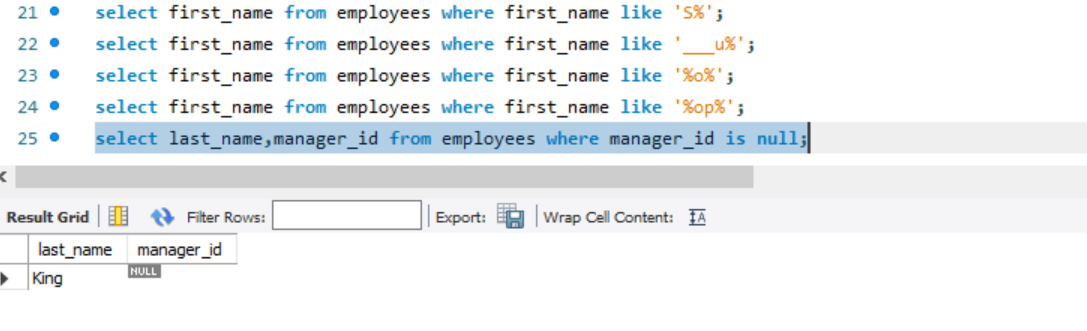 21 select first_name from employees where first_name like 'S%';
22 select first_name from employees where first_name like '___u%';
23 select first_name from employees where first_name like '%o%';
24 select first_name from employees where first_name like '%op%';
25 select last_name,manager_id from employees where manager_id is null;
Result Grid Filter Rows: Export: Wrap Cell Content: IA
last_name manager_id
King NULL